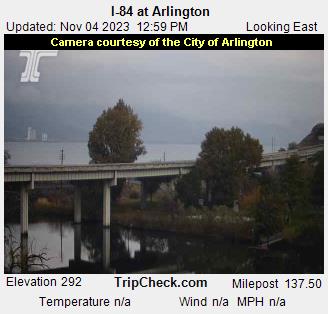 I-84 at Arlington
Updated: Nov 04 2023 12:59 PM Looking East
Camera courtesy of the City of Arlington
Elevation 292 TripCheck.com Milepost 137.50
Temperature n/a Wind n/a MPH n/a